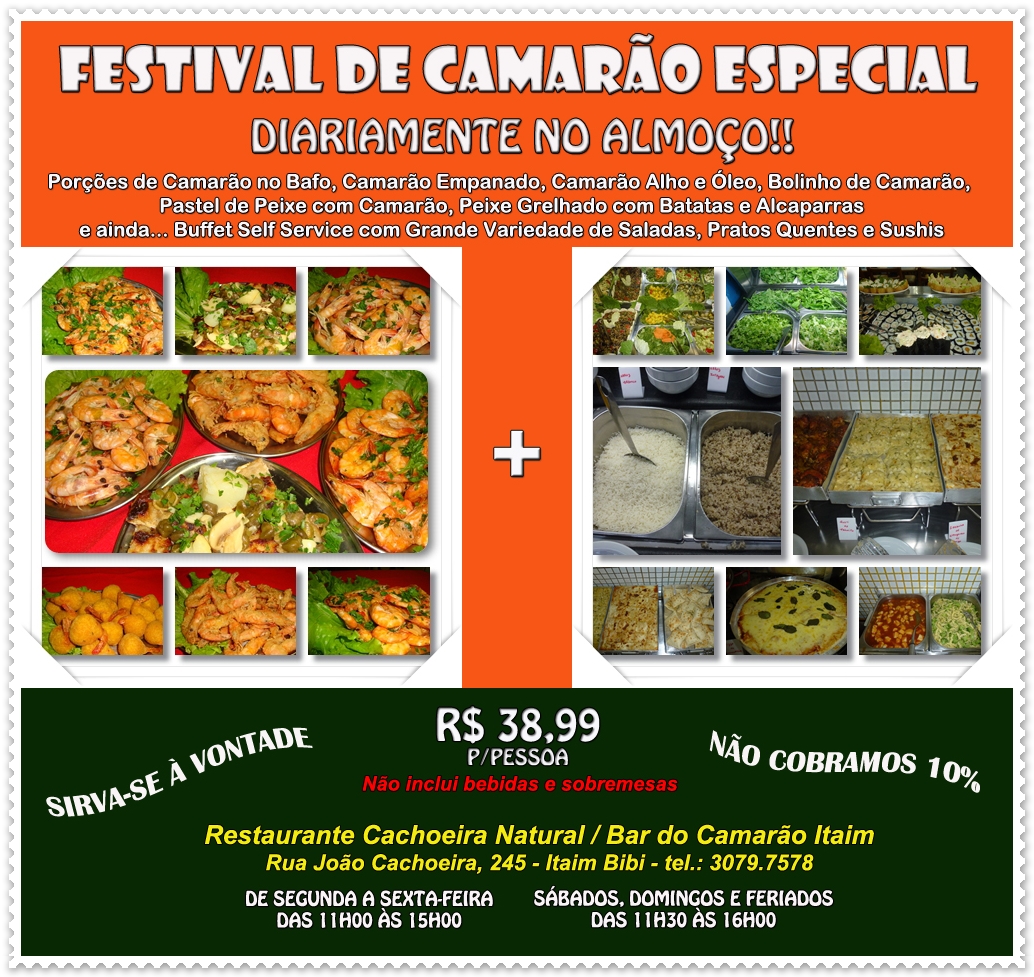 FESTIVAL DE CAMARÃO ESPECIAL
DIARIAMENTE NO ALMOÇO!!
Porções de Camarão no Bafo, Camarão Empanado, Camarão Alho e Óleo, Bolinho de Camarão,
Pastel de Peixe com Camarão, Peixe Grelhado com Batatas e Alcaparras
e ainda... Buffet Self Service com Grande Variedade de Saladas, Pratos Quentes e Sushis
+
R$ 38,99
P/PESSOA
Não inclui bebidas e sobremesas
SIRVA-SE À VONTADE
NÃO COBRAMOS 10%
Restaurante Cachoeira Natural / Bar do Camarão Itaim
Rua João Cachoeira, 245 - Itaim Bibi - tel.: 3079.7578
DE SEGUNDA A SEXTA-FEIRA
DAS 11H00 ÀS 15H00
SÁBADOS, DOMINGOS E FERIADOS
DAS 11H30 ÀS 16H00